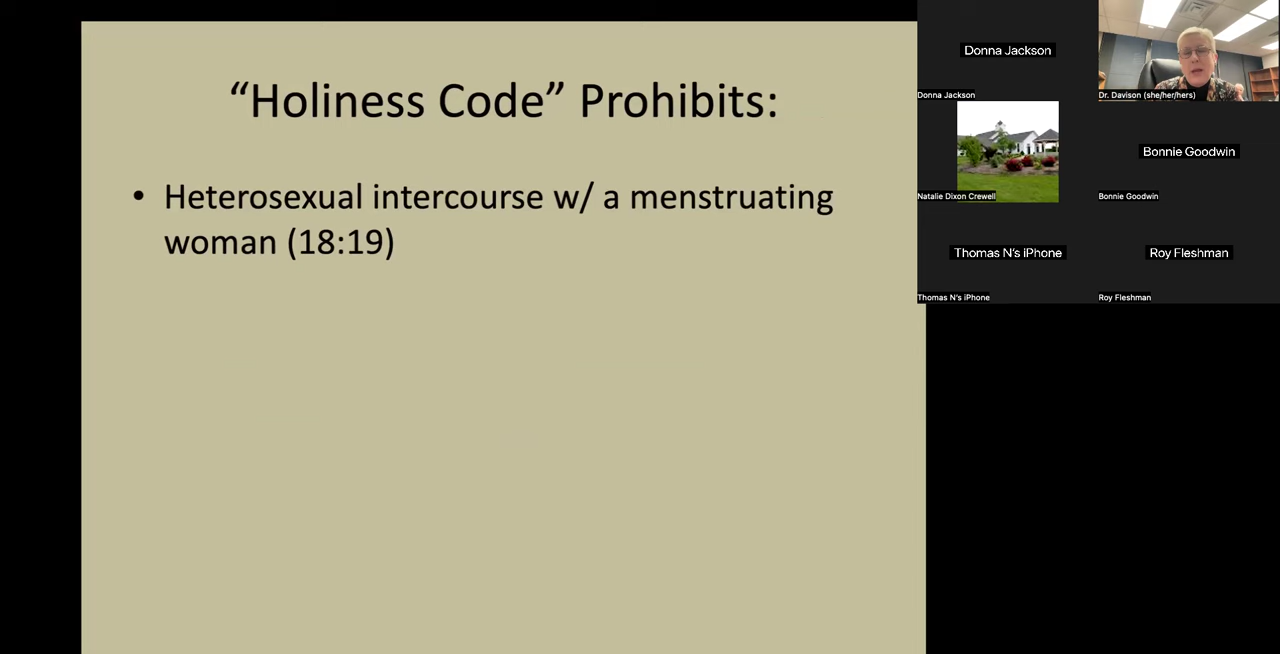 “Holiness Code” Prohibits:
• Heterosexual intercourse w/ a menstruating
woman (18:19)
Donna Jackson
Donna Jackson
Dr. Davison (she/her/hers)
Natalie Dixon Crewell
Bonnie Goodwin
Bonnie Goodwin
Thomas N's iPhone
Thomas N's iPhone
Roy Fleshman
Roy Fleshman